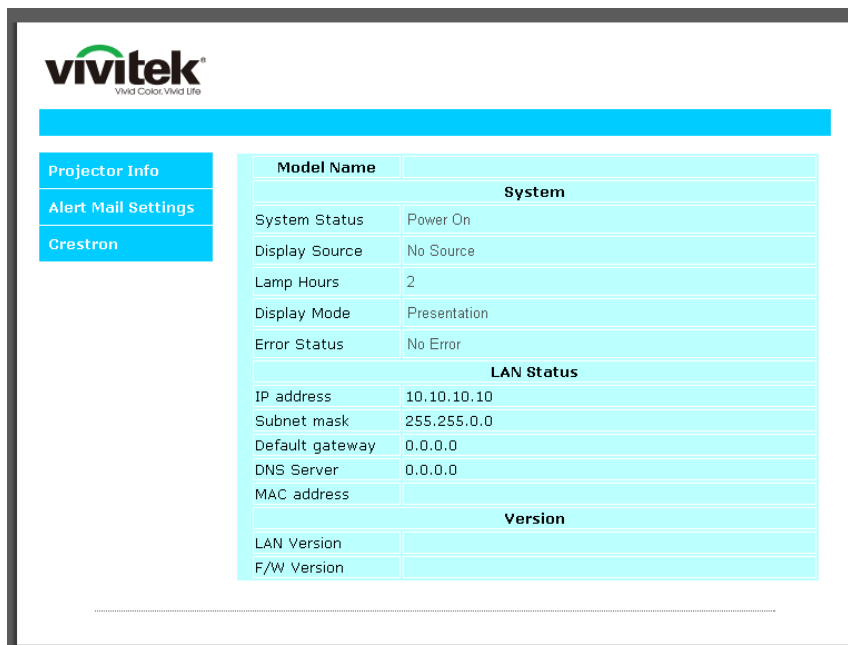 vivitek®
Vivid Color. Vivid Life
Projector Info
Alert Mail Settings
Crestron
Model Name
System
System Status Power On
Display Source No Source
Lamp Hours 2
Display Mode Presentation
Error Status No Error
LAN Status
IP address 10.10.10.10
Subnet mask 255.255.0.0
Default gateway 0.0.0.0
DNS Server 0.0.0.0
MAC address
Version
LAN Version
F/W Version